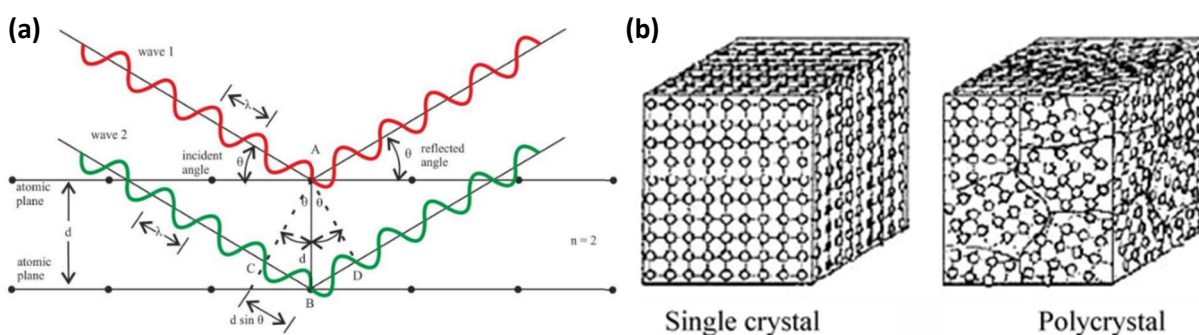 (a)
wave 1
λ
wave 2
A
incident
angle
θ
θ
reflected
angle
atomic
plane
θ θ
d
λ
d
n = 2
C
D
atomic
plane
B
d sin θ
(b)
Single crystal
Polycrystal